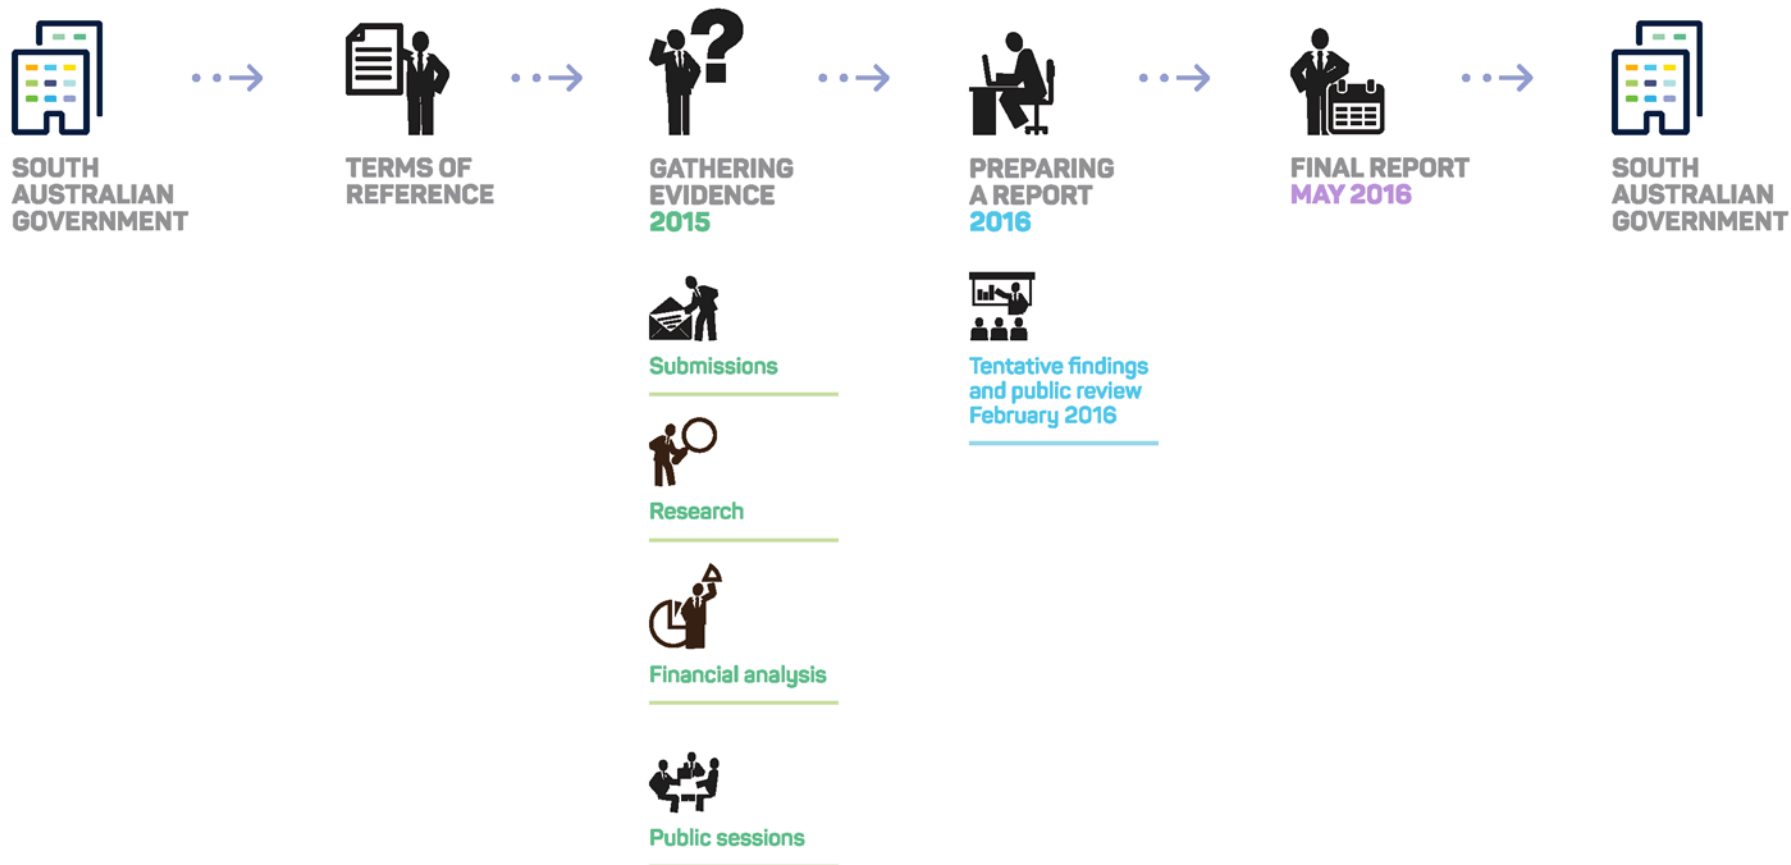 SOUTH
AUSTRALIAN
GOVERNMENT
TERMS OF
REFERENCE
GATHERING
EVIDENCE
2015
PREPARING
A REPORT
2016
FINAL REPORT
MAY 2016
SOUTH
AUSTRALIAN
GOVERNMENT
Submissions
Research
Financial analysis
Public sessions
Tentative findings
and public review
February 2016